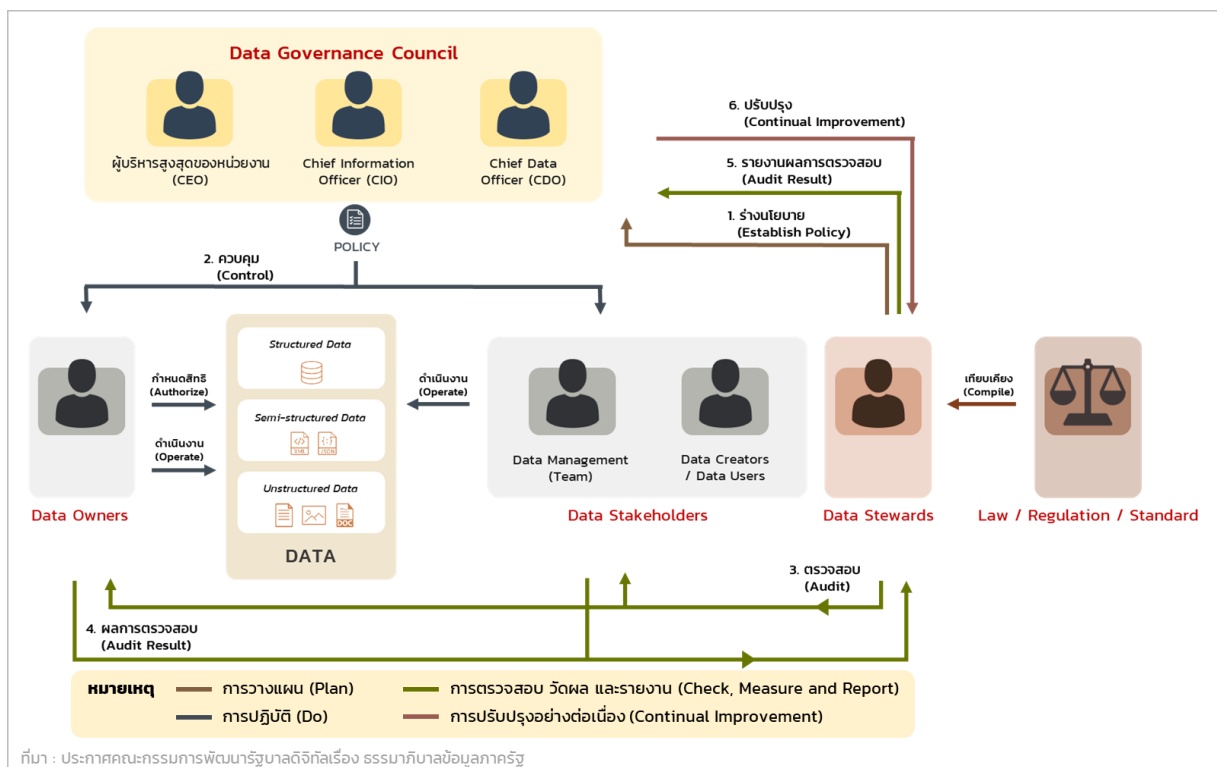 Data Governance Council
ผู้บริหารสูงสุดของหน่วยงาน
(CEO)
Chief Information
Officer (CIO)
Chief Data
Officer (CDO)
6. ปรับปรุง
(Continual Improvement)
5. รายงานผลการตรวจสอบ
(Audit Result)
1. ร่างนโยบาย
(Establish Policy)
POLICY
2. ควบคุม
(Control)
กำหนดสิทธิ
(Authorize)
ดำเนินงาน
(Operate)
Structured Data
Semi-structured Data
XML
JSON
Unstructured Data
DOC
DATA
ดำเนินงาน
(Operate)
Data Management
(Team)
Data Creators
/ Data Users
เทียบเคียง
(Compile)
Data Owners
Data Stakeholders
Data Stewards
Law / Regulation / Standard
3. ตรวจสอบ
(Audit)
4. ผลการตรวจสอบ
(Audit Result)
หมายเหตุ
การวางแผน (Plan)
การตรวจสอบ วัดผล และรายงาน (Check, Measure and Report)
การปฏิบัติ (Do)
การปรับปรุงอย่างต่อเนื่อง (Continual Improvement)
ที่มา : ประกาศคณะกรรมการพัฒนารัฐบาลดิจิทัลเรื่อง ธรรมาภิบาลข้อมูลภาครัฐ